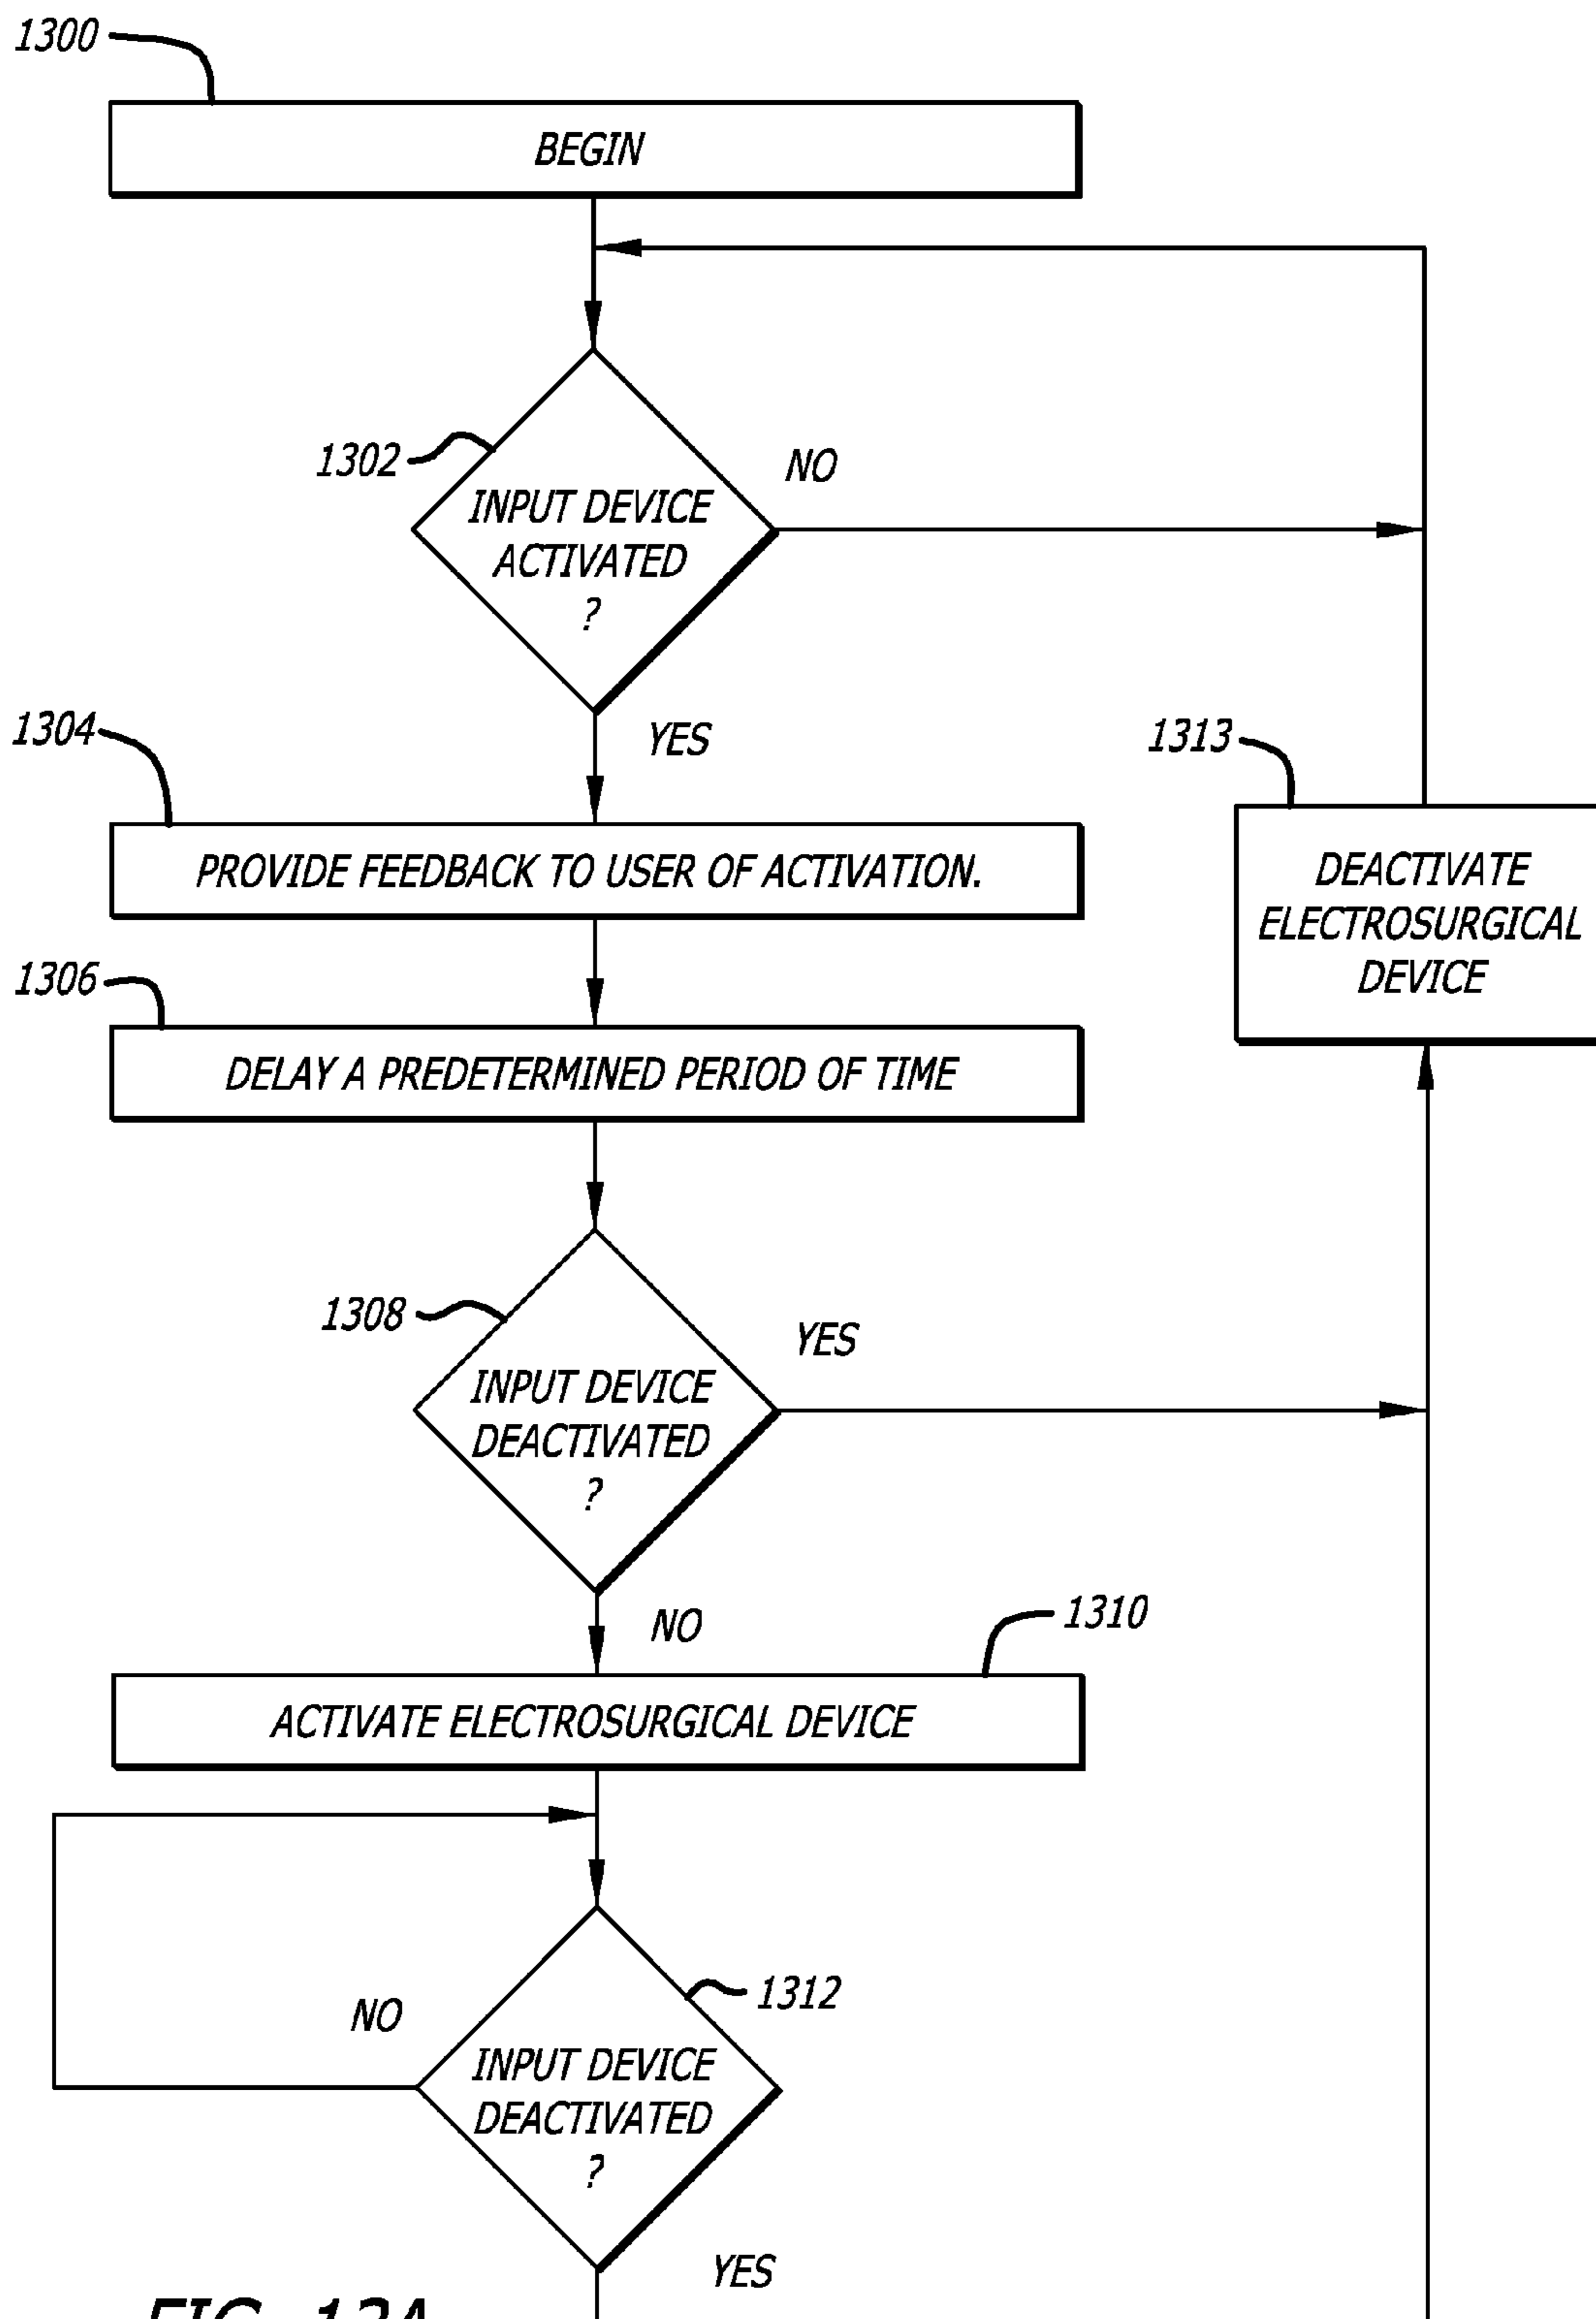 1300
BEGIN
1302
NO
INPUT DEVICE
ACTIVATED
?
YES
1304
PROVIDE FEEDBACK TO USER OF ACTIVATION.
1313
DEACTIVATE
ELECTROSURGICAL
DEVICE
1306
DELAY A PREDETERMINED PERIOD OF TIME
1308
YES
INPUT DEVICE
DEACTIVATED
?
NO
1310
ACTIVATE ELECTROSURGICAL DEVICE
1312
NO
INPUT DEVICE
DEACTIVATED
?
YES